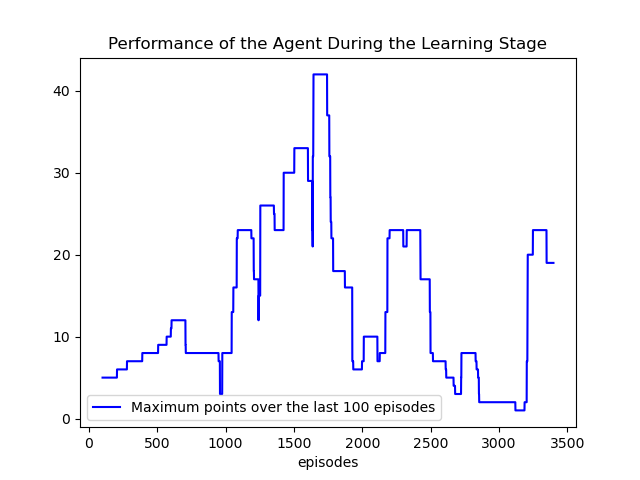 Performance of the Agent During the Learning Stage
40
30
20
10
0
Maximum points over the last 100 episodes
0 500 1000 1500 2000 2500 3000 3500
episodes